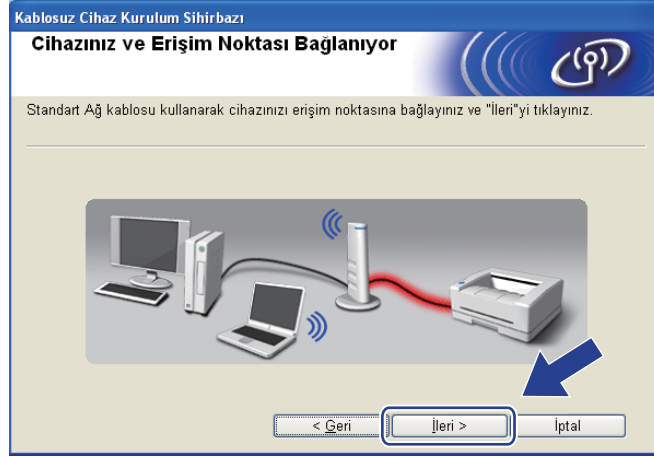 Kablosuz Cihaz Kurulum Sihirbazı
Cihazınız ve Erişim Noktası Bağlanıyor
Standart Ağ kablosu kullanarak cihazınızı erişim noktasına bağlayınız ve "İleri"yi tıklayınız.
< Geri İleri > İptal